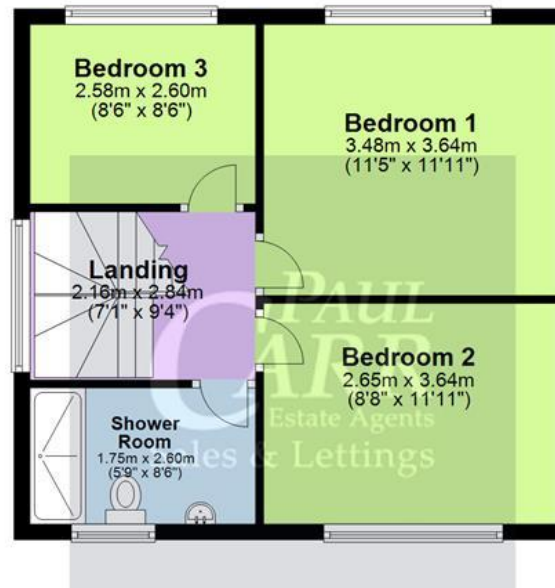 Bedroom 3
2.58m x 2.60m
(8'6" x 8'6")
Bedroom 1
3.48m x 3.64m
(11'5" x 11'11")
Landing
2.16m x 2.84m
(7'1" x 9'4")
PAUL
CARR
Estate Agents
Sales & Lettings
Bedroom 2
2.65m x 3.64m
(8'8" x 11'11")
Shower
Room
1.75m x 2.60m
(5'9" x 8'6")